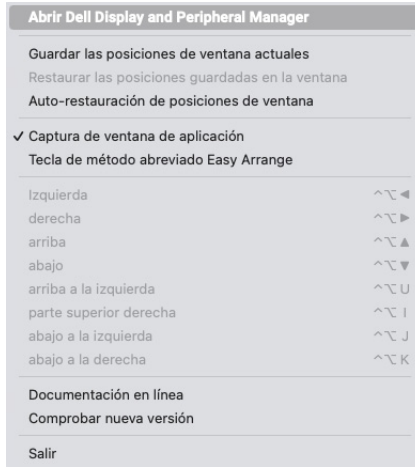 Abrir Dell Display and Peripheral Manager
Guardar las posiciones de ventana actuales
Restaurar las posiciones guardadas en la ventana
Auto-restauración de posiciones de ventana
✓ Captura de ventana de aplicación
Tecla de método abreviado Easy Arrange
Izquierda ^⌥◀
derecha ^⌥▶
arriba ^⌥▲
abajo ^⌥▼
arriba a la izquierda ^⌥U
parte superior derecha ^⌥I
abajo a la izquierda ^⌥J
abajo a la derecha ^⌥K
Documentación en línea
Comprobar nueva versión
Salir